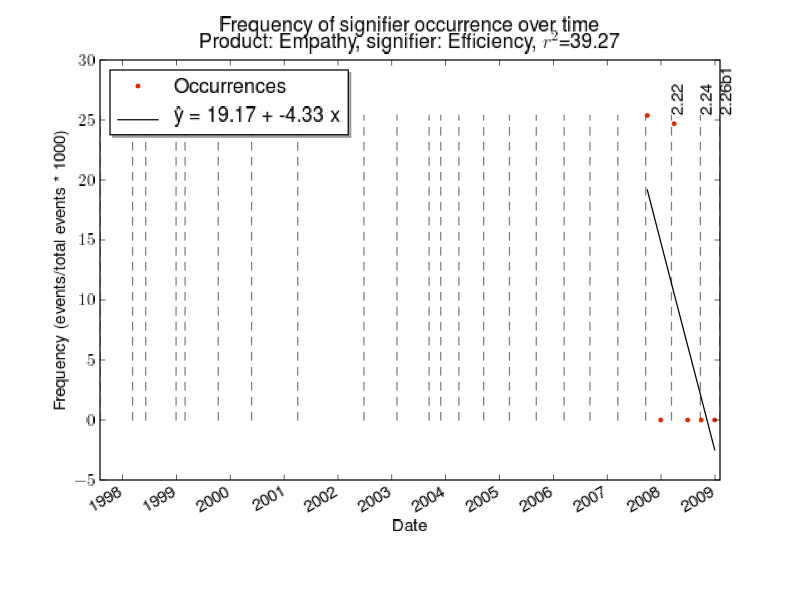 Frequency of signifier occurrence over time
Product: Empathy, signifier: Efficiency, r²=39.27
Occurrences
ŷ = 19.17 + -4.33 x
2.22
2.24
2.26b1
Frequency (events/total events * 1000)
30
25
20
15
10
5
0
−5
1998 1999 2000 2001 2002 2003 2004 2005 2006 2007 2008 2009
Date